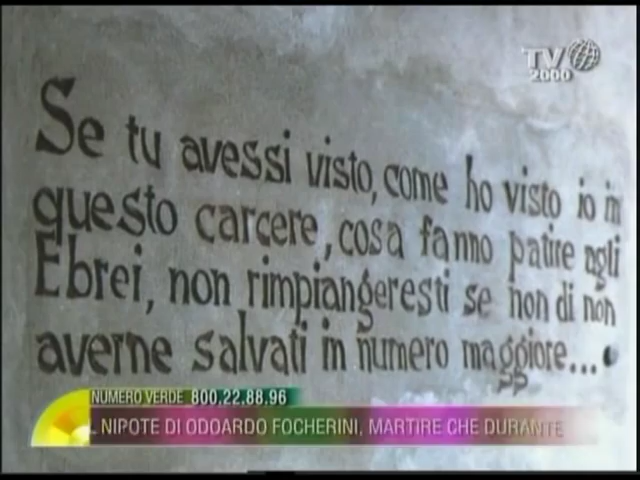 TV
2000
Se tu avessi visto, come ho visto io in
questo carcere, cosa fanno patire agli
Ebrei, non rimpiangeresti se non di non
averne salvati in numero maggiore...
NUMERO VERDE 800.22.88.96
L NIPOTE DI ODOARDO FOCHERINI, MARTIRE CHE DURANTE